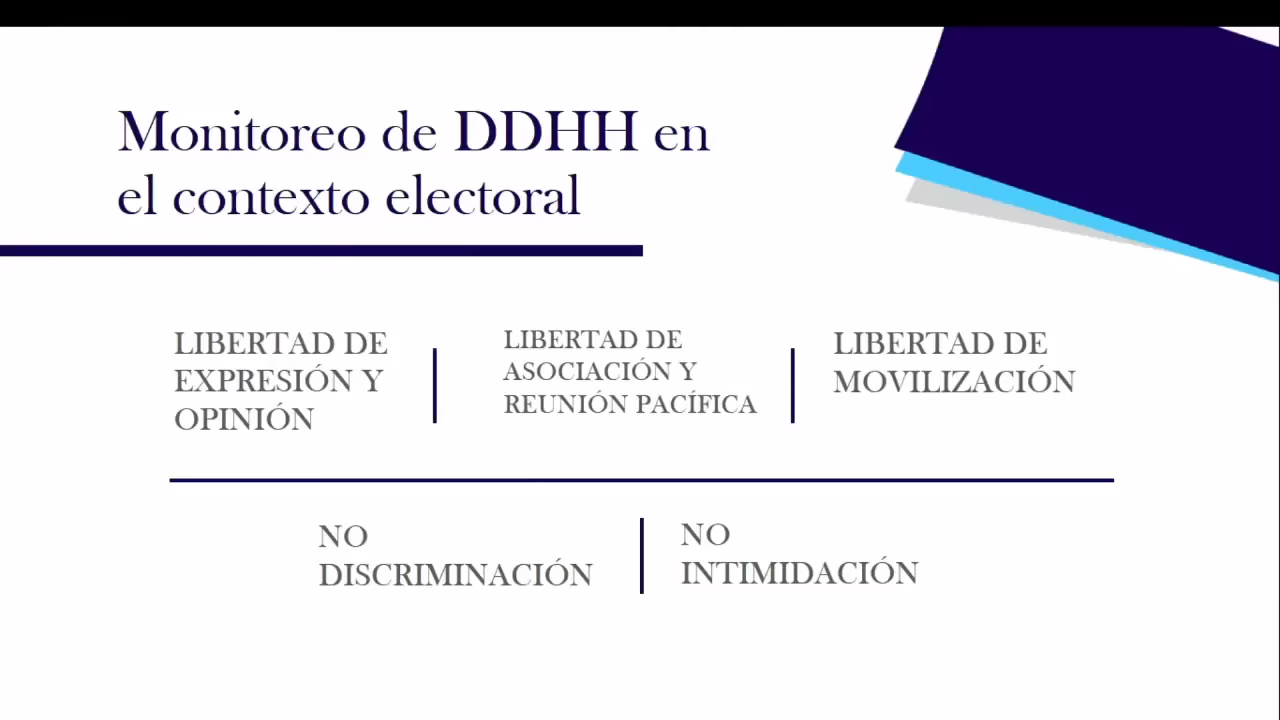 Monitoreo de DDHH en
el contexto electoral
LIBERTAD DE
EXPRESIÓN Y
OPINIÓN
LIBERTAD DE
ASOCIACIÓN Y
REUNIÓN PACÍFICA
LIBERTAD DE
MOVILIZACIÓN
NO
DISCRIMINACIÓN
NO
INTIMIDACIÓN